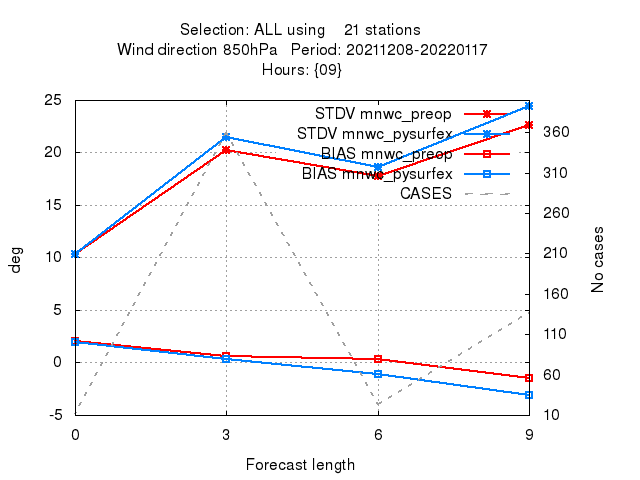 Selection: ALL using 21 stations
Wind direction 850hPa Period: 20211208-20220117
Hours: {09}
STDV mnwc_preop
STDV mnwc_pysurfex
BIAS mnwc_preop
BIAS mnwc_pysurfex
CASES
25
20
15
10
5
0
-5
deg
360
310
260
210
160
110
60
10
No cases
0 3 6 9
Forecast length